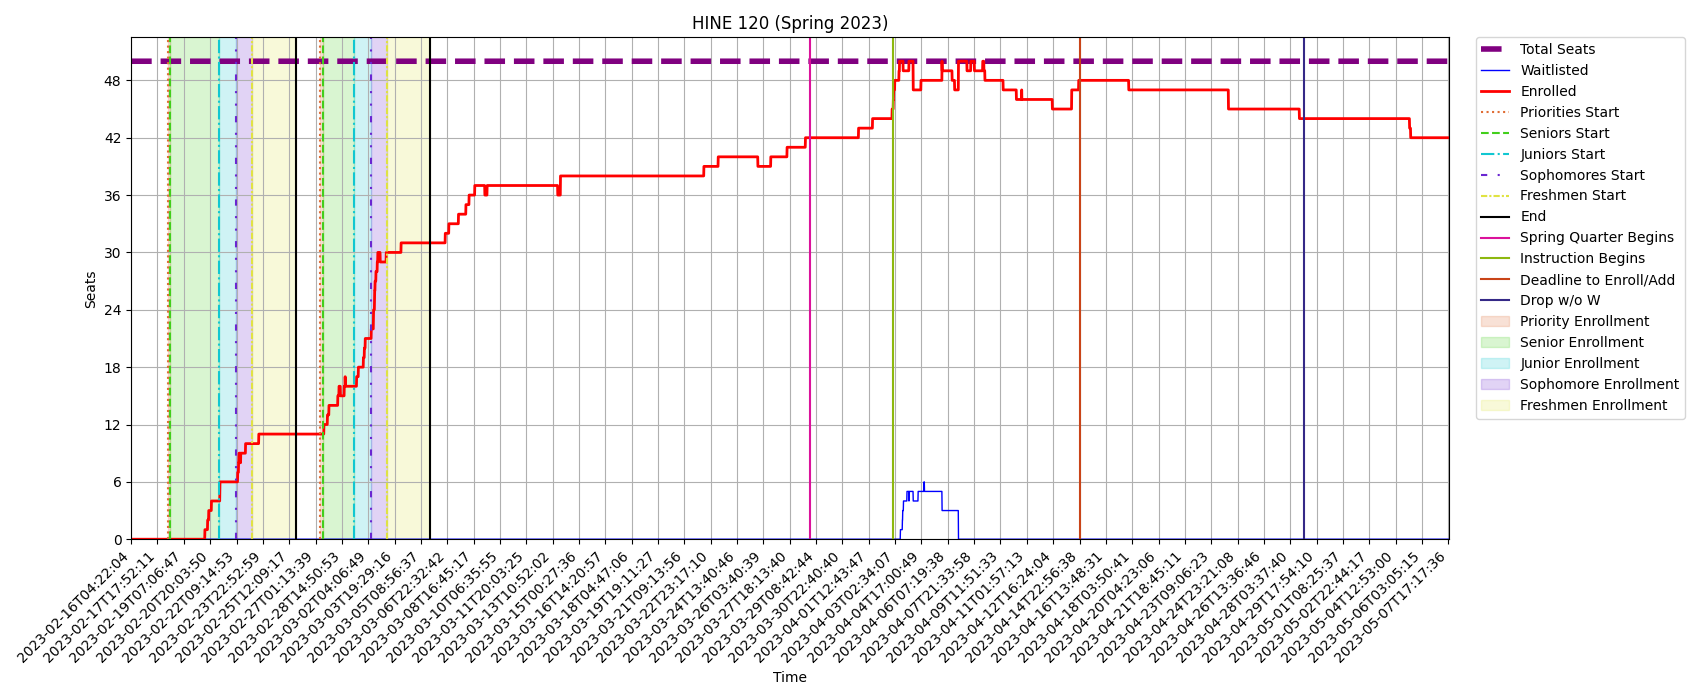 HINE 120 (Spring 2023)
Seats
48
42
36
30
24
18
12
6
0
2023-02-16T04:22:04
2023-02-17T17:52:11
2023-02-19T07:06:47
2023-02-20T20:03:50
2023-02-22T09:14:53
2023-02-23T22:52:59
2023-02-25T12:09:17
2023-02-27T01:13:39
2023-02-28T14:50:53
2023-03-02T04:06:49
2023-03-03T19:29:16
2023-03-05T08:56:37
2023-03-06T22:32:42
2023-03-08T16:45:17
2023-03-10T06:35:55
2023-03-11T20:03:25
2023-03-13T10:52:02
2023-03-15T00:27:36
2023-03-16T14:20:57
2023-03-18T04:47:06
2023-03-19T19:11:27
2023-03-21T09:13:56
2023-03-22T23:17:10
2023-03-24T13:40:46
2023-03-26T03:40:39
2023-03-27T18:13:40
2023-03-29T08:42:44
2023-03-30T22:40:40
2023-04-01T12:43:47
2023-04-03T02:34:07
2023-04-04T17:00:49
2023-04-06T07:19:38
2023-04-07T21:33:58
2023-04-09T11:51:33
2023-04-11T01:57:13
2023-04-12T16:24:04
2023-04-14T22:56:38
2023-04-16T13:48:31
2023-04-18T03:50:41
2023-04-20T04:23:06
2023-04-21T18:45:11
2023-04-23T09:06:23
2023-04-24T23:21:08
2023-04-26T13:36:46
2023-04-28T03:37:40
2023-04-29T17:54:10
2023-05-01T08:25:37
2023-05-02T22:44:17
2023-05-04T12:53:00
2023-05-06T03:05:15
2023-05-07T17:17:36
Time
Total Seats
Waitlisted
Enrolled
Priorities Start
Seniors Start
Juniors Start
Sophomores Start
Freshmen Start
End
Spring Quarter Begins
Instruction Begins
Deadline to Enroll/Add
Drop w/o W
Priority Enrollment
Senior Enrollment
Junior Enrollment
Sophomore Enrollment
Freshmen Enrollment